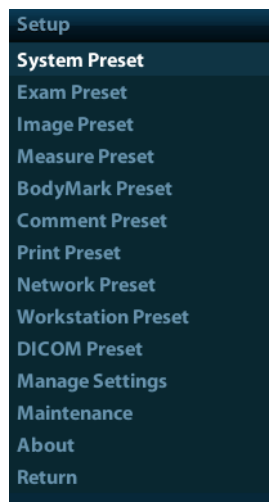 Setup
System Preset
Exam Preset
Image Preset
Measure Preset
BodyMark Preset
Comment Preset
Print Preset
Network Preset
Workstation Preset
DICOM Preset
Manage Settings
Maintenance
About
Return